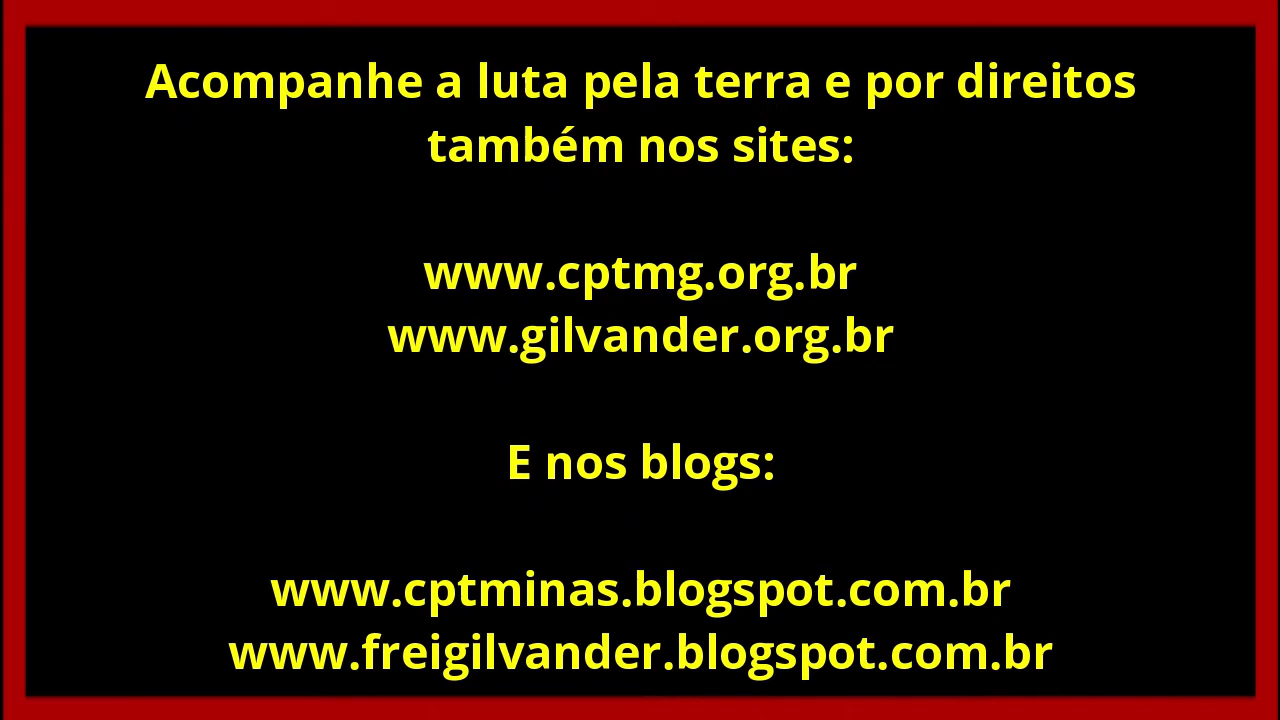 Acompanhe a luta pela terra e por direitos
também nos sites:
www.cptmg.org.br
www.gilvander.org.br
E nos blogs:
www.cptminas.blogspot.com.br
www.freigilvander.blogspot.com.br